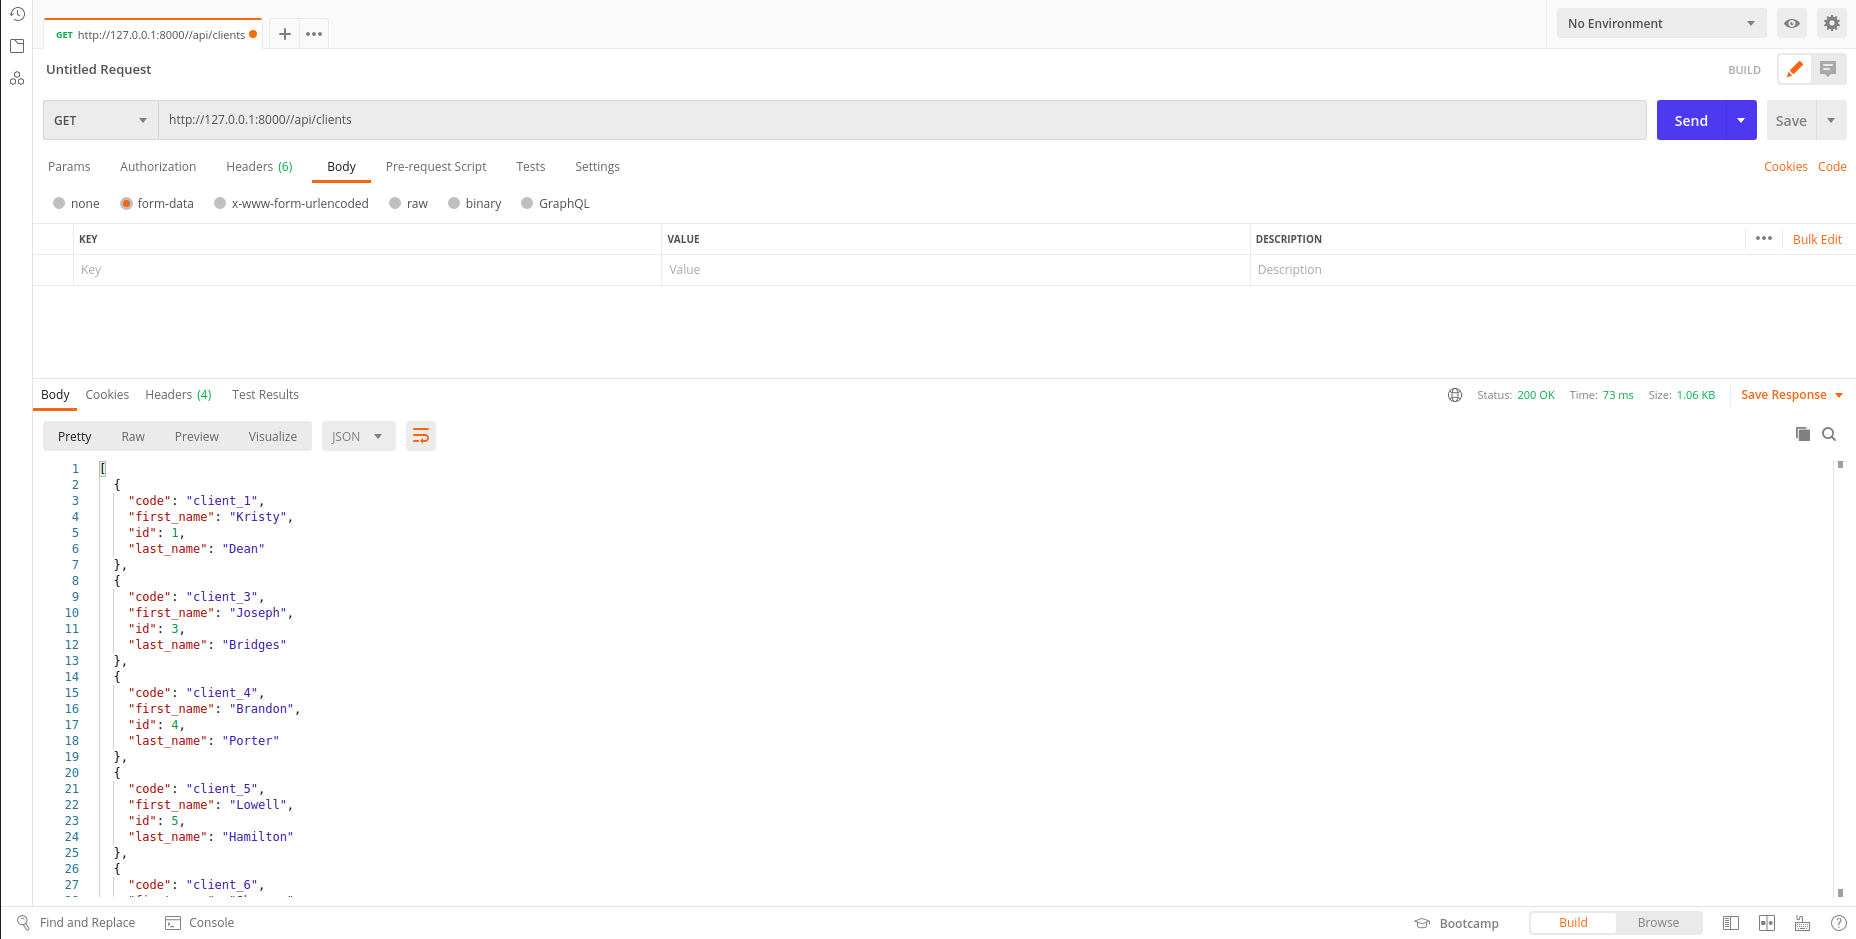 GET http://127.0.0.1:8000//api/clients
No Environment
Untitled Request
BUILD
GET http://127.0.0.1:8000//api/clients Send Save
Params Authorization Headers (6) Body Pre-request Script Tests Settings Cookies Code
none form-data x-www-form-urlencoded raw binary GraphQL
KEY VALUE DESCRIPTION ••• Bulk Edit
Key Value Description
Body Cookies Headers (4) Test Results Status: 200 OK Time: 73 ms Size: 1.06 KB Save Response
Pretty Raw Preview Visualize JSON
1 [
2 {
3 "code": "client_1",
4 "first_name": "Kristy",
5 "id": 1,
6 "last_name": "Dean"
7 },
8 {
9 "code": "client_3",
10 "first_name": "Joseph",
11 "id": 3,
12 "last_name": "Bridges"
13 },
14 {
15 "code": "client_4",
16 "first_name": "Brandon",
17 "id": 4,
18 "last_name": "Porter"
19 },
20 {
21 "code": "client_5",
22 "first_name": "Lowell",
23 "id": 5,
24 "last_name": "Hamilton"
25 },
26 {
27 "code": "client_6",
Find and Replace Console Bootcamp Build Browse